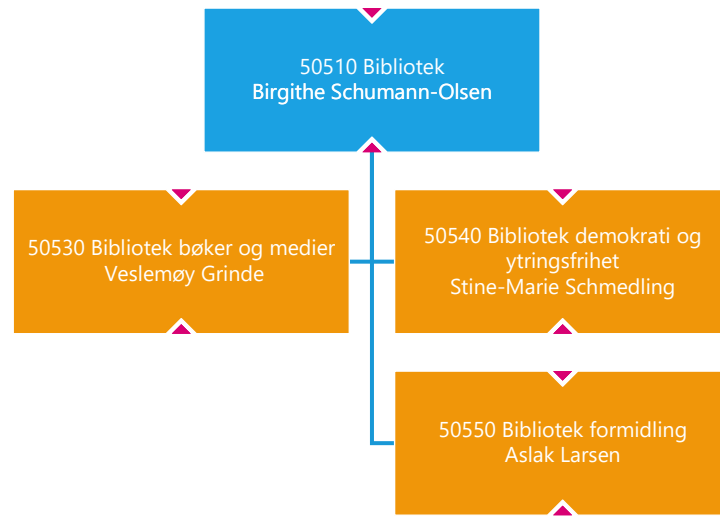 50510 Bibliotek
Birgithe Schumann-Olsen
50530 Bibliotek bøker og medier
Veslemøy Grinde
50540 Bibliotek demokrati og
ytringsfrihet
Stine-Marie Schmedling
50550 Bibliotek formidling
Aslak Larsen